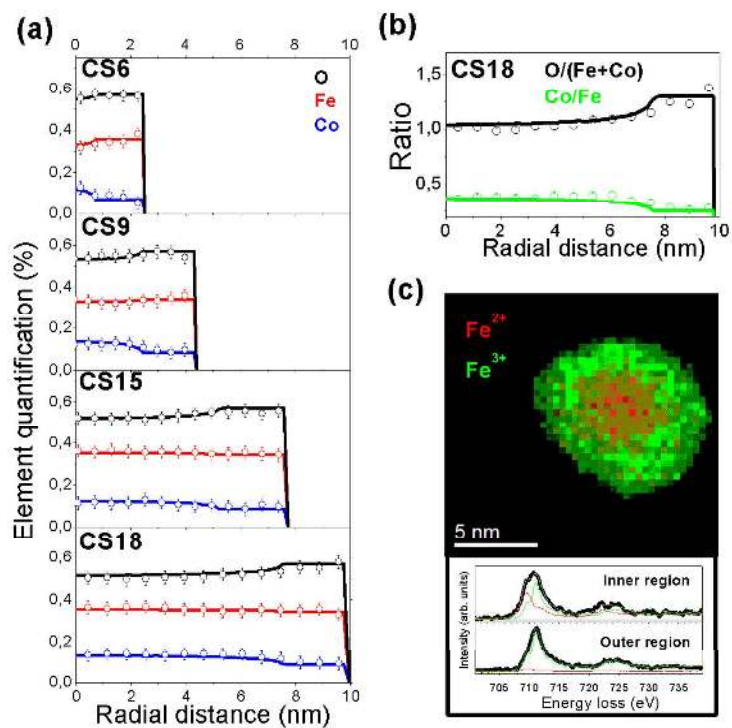 (a)
0 2 4 6 8 10
CS6
O
Fe
Co
0,6
0,4
0,2
0,0
CS9
0,6
0,4
0,2
0,0
CS15
0,6
0,4
0,2
0,0
CS18
0,6
0,4
0,2
0,0
0 2 4 6 8 10
Element quantification (%)
Radial distance (nm)
(b)
CS18 O/(Fe+Co)
Co/Fe
1,5
1,0
0,5
Ratio
0 2 4 6 8 10
Radial distance (nm)
(c)
Fe2+
Fe3+
5 nm
Inner region
Outer region
Intensity (arb. units)
705 710 715 720 725 730 735
Energy loss (eV)